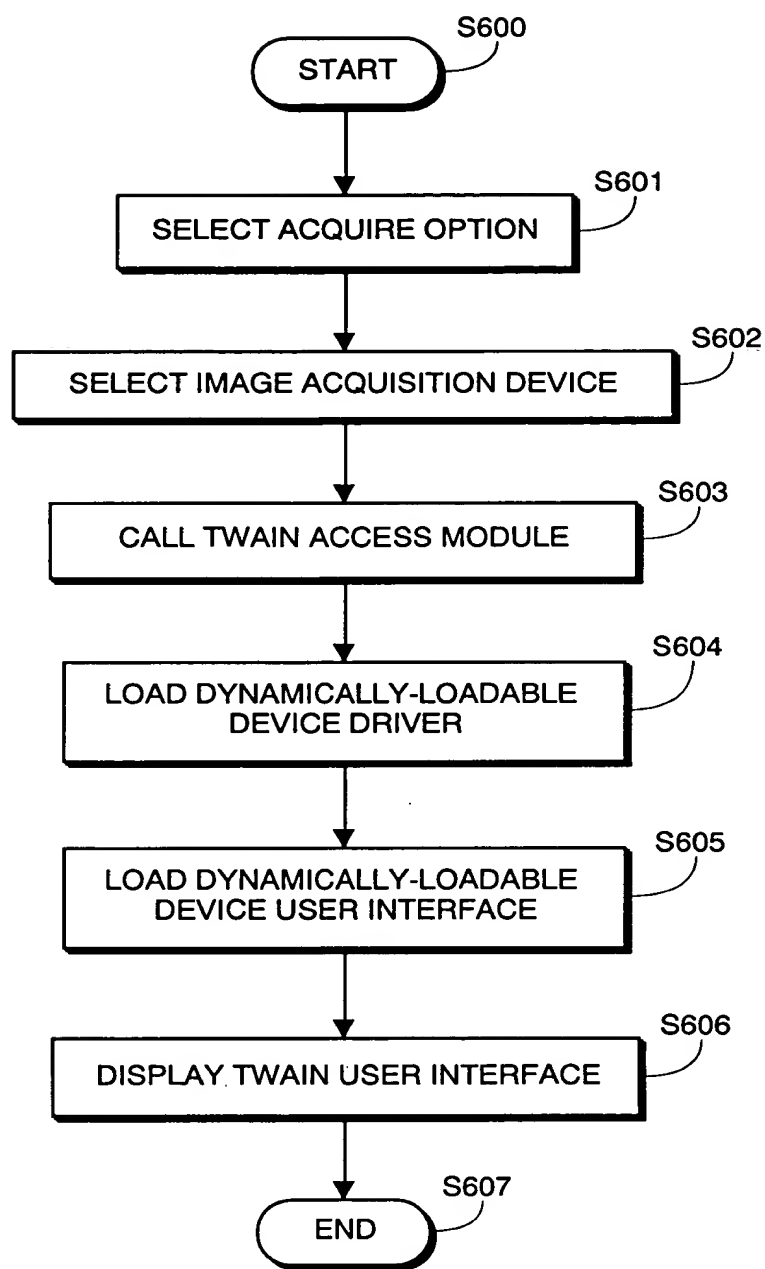 S600
START
S601
SELECT ACQUIRE OPTION
S602
SELECT IMAGE ACQUISITION DEVICE
S603
CALL TWAIN ACCESS MODULE
S604
LOAD DYNAMICALLY-LOADABLE
DEVICE DRIVER
S605
LOAD DYNAMICALLY-LOADABLE
DEVICE USER INTERFACE
S606
DISPLAY TWAIN USER INTERFACE
S607
END